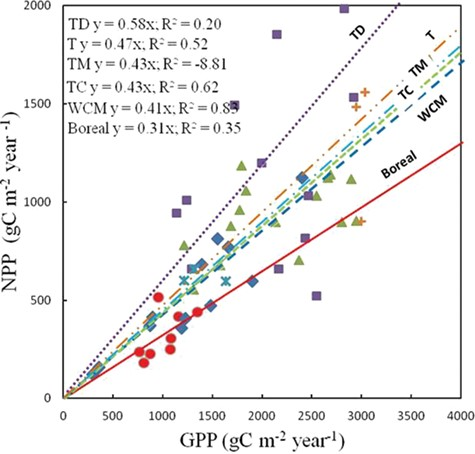 2000
1500
1000
500
0
NPP (gC m-2 year -1)
TD y = 0.58x; R2 = 0.20
T y = 0.47x; R2 = 0.52
TM y = 0.43x; R2 = -8.81
TC y = 0.43x; R2 = 0.62
WCM y = 0.41x; R2 = 0.83
Boreal y = 0.31x; R2 = 0.35
TD
T
TM
TC
WCM
Boreal
0 500 1000 1500 2000 2500 3000 3500 4000
GPP (gC m-2 year-1)